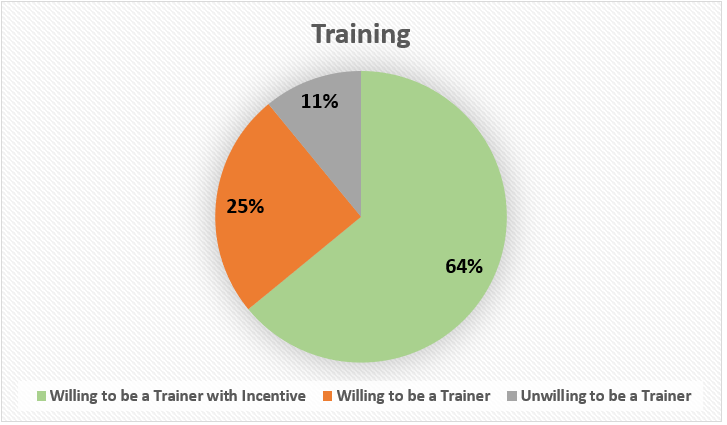 Training
11%
25%
64%
Willing to be a Trainer with Incentive Willing to be a Trainer Unwilling to be a Trainer